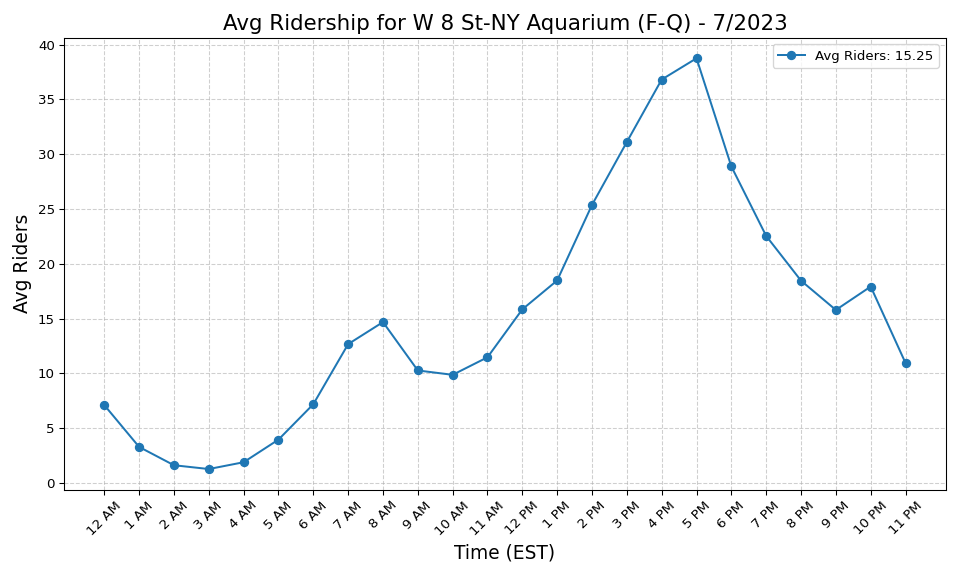 Avg Ridership for W 8 St-NY Aquarium (F-Q) - 7/2023
Avg Riders: 15.25
Avg Riders
40
35
30
25
20
15
10
5
0
12 AM
1 AM
2 AM
3 AM
4 AM
5 AM
6 AM
7 AM
8 AM
9 AM
10 AM
11 AM
12 PM
1 PM
2 PM
3 PM
4 PM
5 PM
6 PM
7 PM
8 PM
9 PM
10 PM
11 PM
Time (EST)